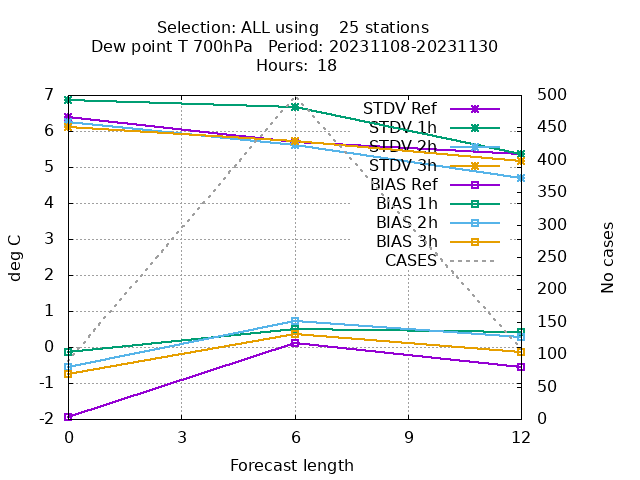 Selection: ALL using    25 stations
Dew point T 700hPa   Period: 20231108-20231130
Hours: 18
7
6
5
4
3
2
1
0
-1
-2
deg C
500
450
400
350
300
250
200
150
100
50
0
No cases
STDV Ref
STDV 1h
STDV 2h
STDV 3h
BIAS Ref
BIAS 1h
BIAS 2h
BIAS 3h
CASES
0 3 6 9 12
Forecast length